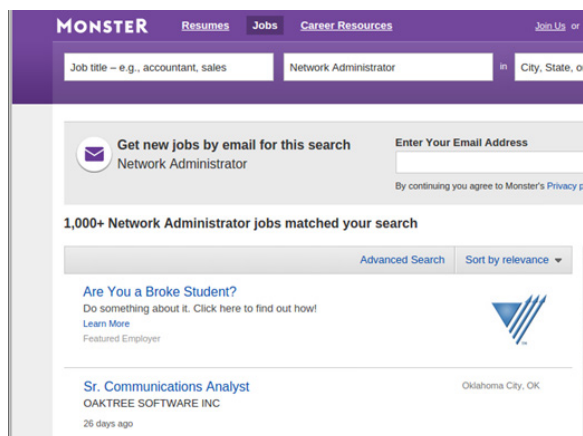 MONSTER Resumes Jobs Career Resources Join Us or
Job title – e.g., accountant, sales Network Administrator in City, State, o
Get new jobs by email for this search
Network Administrator
Enter Your Email Address
By continuing you agree to Monster's Privacy p
1,000+ Network Administrator jobs matched your search
Advanced Search Sort by relevance
Are You a Broke Student?
Do something about it. Click here to find out how!
Learn More
Featured Employer
Sr. Communications Analyst Oklahoma City, OK
OAKTREE SOFTWARE INC
26 days ago